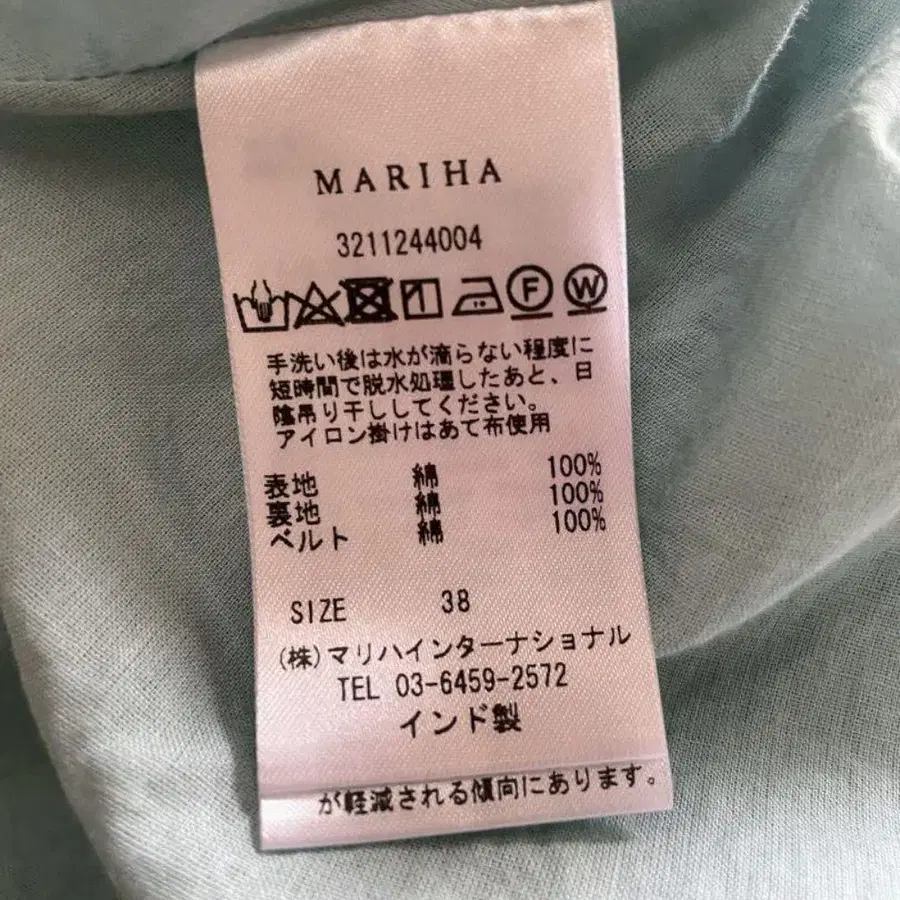 MARIHA
3211244004
F W
手洗い後は水が滴らない程度に
短時間で脱水処理したあと、日
陰吊り干ししてください。
アイロン掛けはあて布使用
表地 綿 100%
裏地 綿 100%
ベルト 綿 100%
SIZE 38
(株)マリハインターナショナル
TEL 03-6459-2572
インド製
が軽減される傾向にあります。